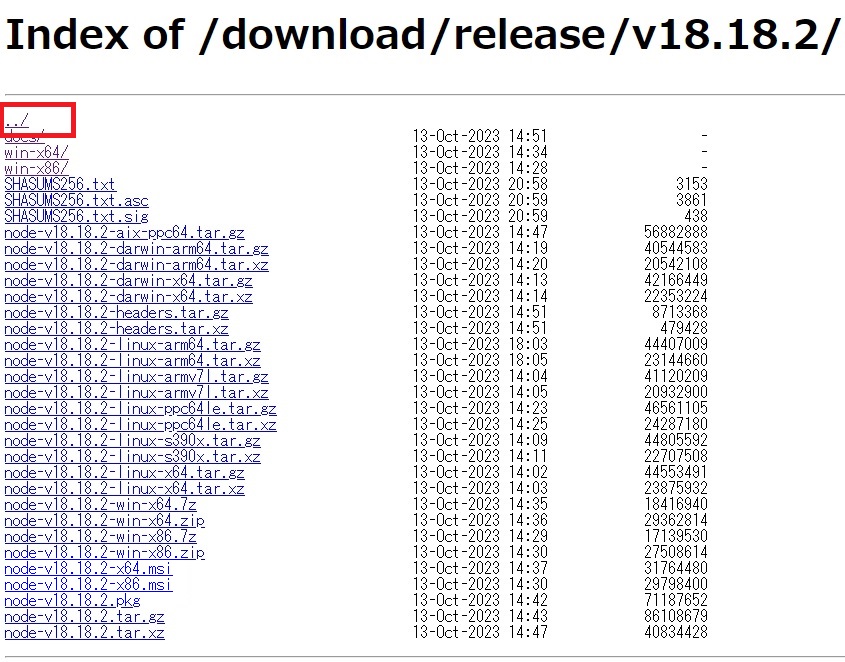 Index of /download/release/v18.18.2/
../
docs/ 13-Oct-2023 14:51 -
win-x64/ 13-Oct-2023 14:34 -
win-x86/ 13-Oct-2023 14:28 -
SHASUMS256.txt 13-Oct-2023 20:58 3153
SHASUMS256.txt.asc 13-Oct-2023 20:59 3861
SHASUMS256.txt.sig 13-Oct-2023 20:59 438
node-v18.18.2-aix-ppc64.tar.gz 13-Oct-2023 14:47 56882888
node-v18.18.2-darwin-arm64.tar.gz 13-Oct-2023 14:19 40544583
node-v18.18.2-darwin-arm64.tar.xz 13-Oct-2023 14:20 20542108
node-v18.18.2-darwin-x64.tar.gz 13-Oct-2023 14:13 42166449
node-v18.18.2-darwin-x64.tar.xz 13-Oct-2023 14:14 22353224
node-v18.18.2-headers.tar.gz 13-Oct-2023 14:51 8713368
node-v18.18.2-headers.tar.xz 13-Oct-2023 14:51 479428
node-v18.18.2-linux-arm64.tar.gz 13-Oct-2023 18:03 44407009
node-v18.18.2-linux-arm64.tar.xz 13-Oct-2023 18:05 23144660
node-v18.18.2-linux-armv7l.tar.gz 13-Oct-2023 14:04 41120209
node-v18.18.2-linux-armv7l.tar.xz 13-Oct-2023 14:05 20932900
node-v18.18.2-linux-ppc64le.tar.gz 13-Oct-2023 14:23 46561105
node-v18.18.2-linux-ppc64le.tar.xz 13-Oct-2023 14:25 24287180
node-v18.18.2-linux-s390x.tar.gz 13-Oct-2023 14:09 44805592
node-v18.18.2-linux-s390x.tar.xz 13-Oct-2023 14:11 22707508
node-v18.18.2-linux-x64.tar.gz 13-Oct-2023 14:02 44553491
node-v18.18.2-linux-x64.tar.xz 13-Oct-2023 14:03 23875932
node-v18.18.2-win-x64.7z 13-Oct-2023 14:35 18416940
node-v18.18.2-win-x64.zip 13-Oct-2023 14:36 29362814
node-v18.18.2-win-x86.7z 13-Oct-2023 14:29 17139530
node-v18.18.2-win-x86.zip 13-Oct-2023 14:30 27508614
node-v18.18.2-x64.msi 13-Oct-2023 14:37 31764480
node-v18.18.2-x86.msi 13-Oct-2023 14:30 29798400
node-v18.18.2.pkg 13-Oct-2023 14:42 71187652
node-v18.18.2.tar.gz 13-Oct-2023 14:43 86108679
node-v18.18.2.tar.xz 13-Oct-2023 14:47 40834428